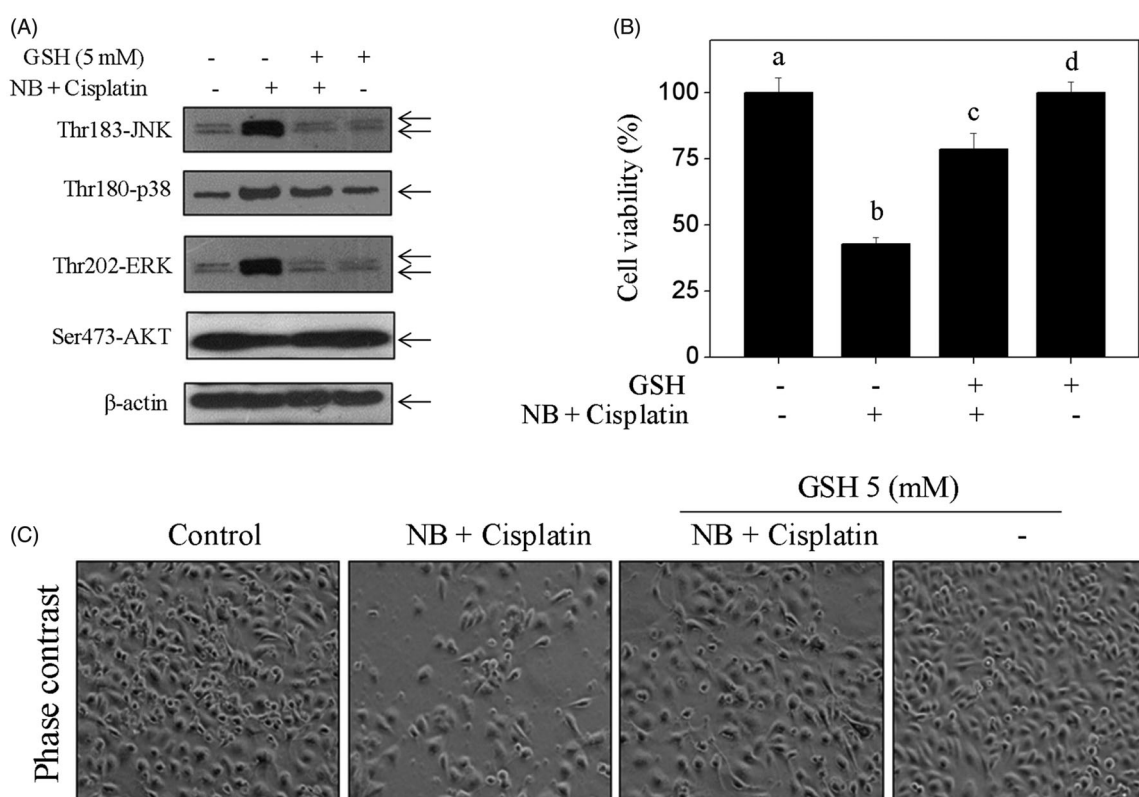 (A)
GSH (5 mM) - - + +
NB + Cisplatin - + + -
Thr183-JNK
Thr180-p38
Thr202-ERK
Ser473-AKT
β-actin
(B)
Cell viability (%)
100
75
50
25
0
a
b
c
d
GSH - - + +
NB + Cisplatin - + + -
(C)
GSH 5 (mM)
Control NB + Cisplatin NB + Cisplatin -
Phase contrast